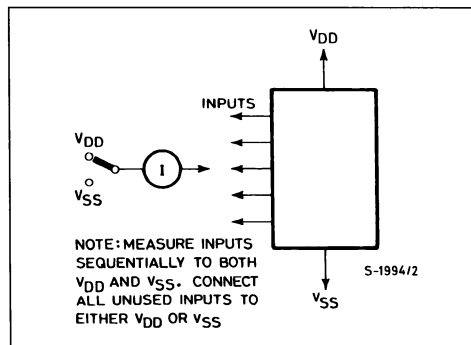 VDD
INPUTS
VDD
I
VSS
NOTE: MEASURE INPUTS
SEQUENTIALLY TO BOTH
VDD AND VSS. CONNECT
ALL UNUSED INPUTS TO
EITHER VDD OR VSS
S-1994/2
VSS